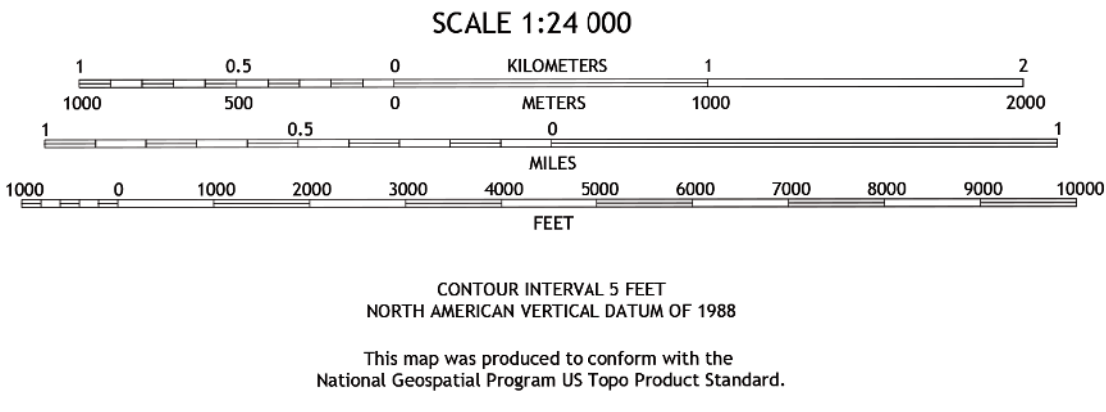 SCALE 1:24 000
1 0.5 0 KILOMETERS 1 2
1000 500 0 METERS 1000 2000
1 0.5 0 1
MILES
1000 0 1000 2000 3000 4000 5000 6000 7000 8000 9000 10000
FEET
CONTOUR INTERVAL 5 FEET
NORTH AMERICAN VERTICAL DATUM OF 1988
This map was produced to conform with the
National Geospatial Program US Topo Product Standard.